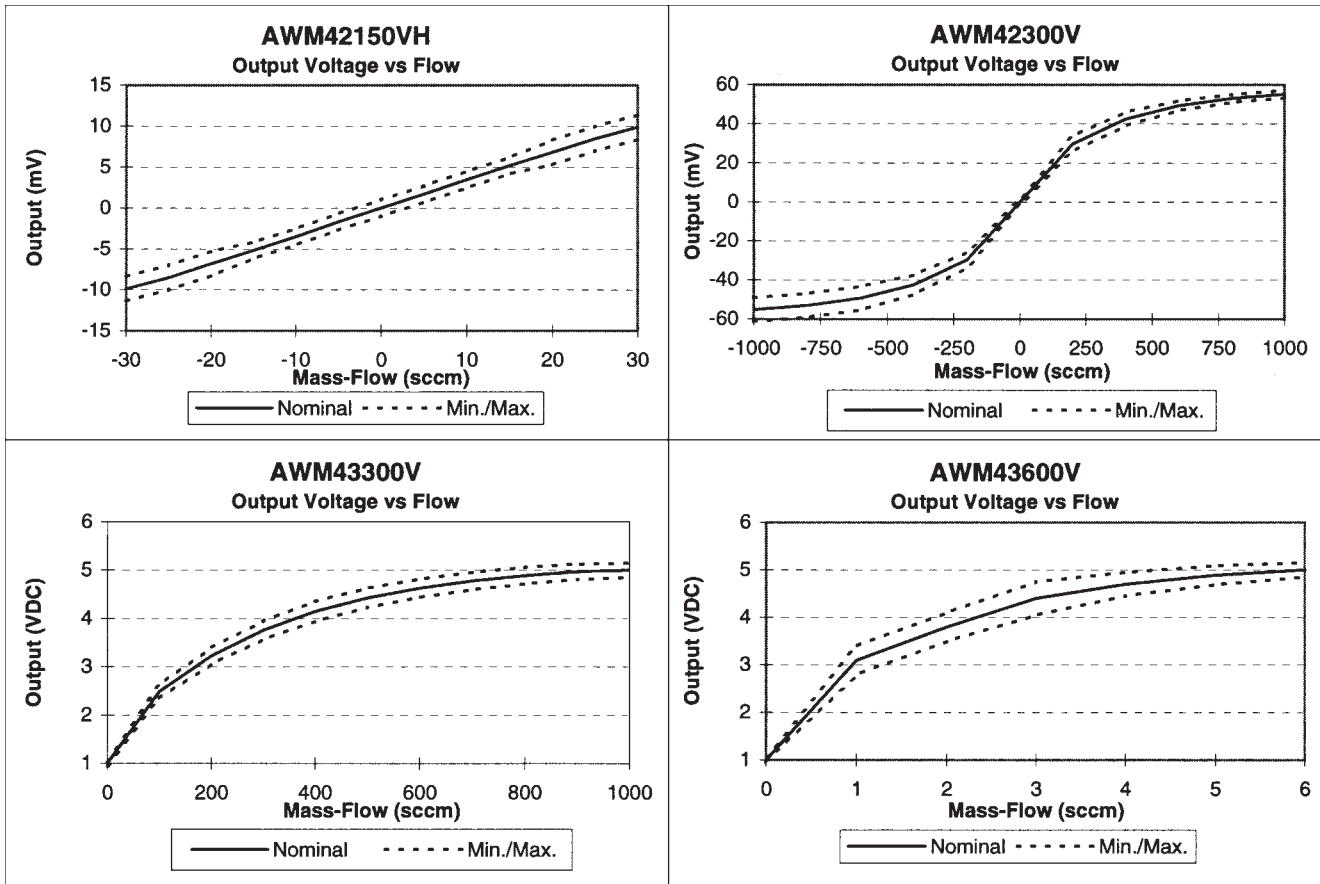 AWM42150VH
Output Voltage vs Flow
15
10
5
0
-5
-10
-15
Output (mV)
-30
-20
-10
0
10
20
30
Mass-Flow (sccm)
Nominal
Min./Max.
AWM42300V
Output Voltage vs Flow
60
40
20
0
-20
-40
-60
Output (mV)
-1000
-750
-500
-250
0
250
500
750
1000
Mass-Flow (sccm)
Nominal
Min./Max.
AWM43300V
Output Voltage vs Flow
6
5
4
3
2
1
Output (VDC)
0
200
400
600
800
1000
Mass-Flow (sccm)
Nominal
Min./Max.
AWM43600V
Output Voltage vs Flow
6
5
4
3
2
1
Output (VDC)
0
1
2
3
4
5
6
Mass-Flow (sccm)
Nominal
Min./Max.